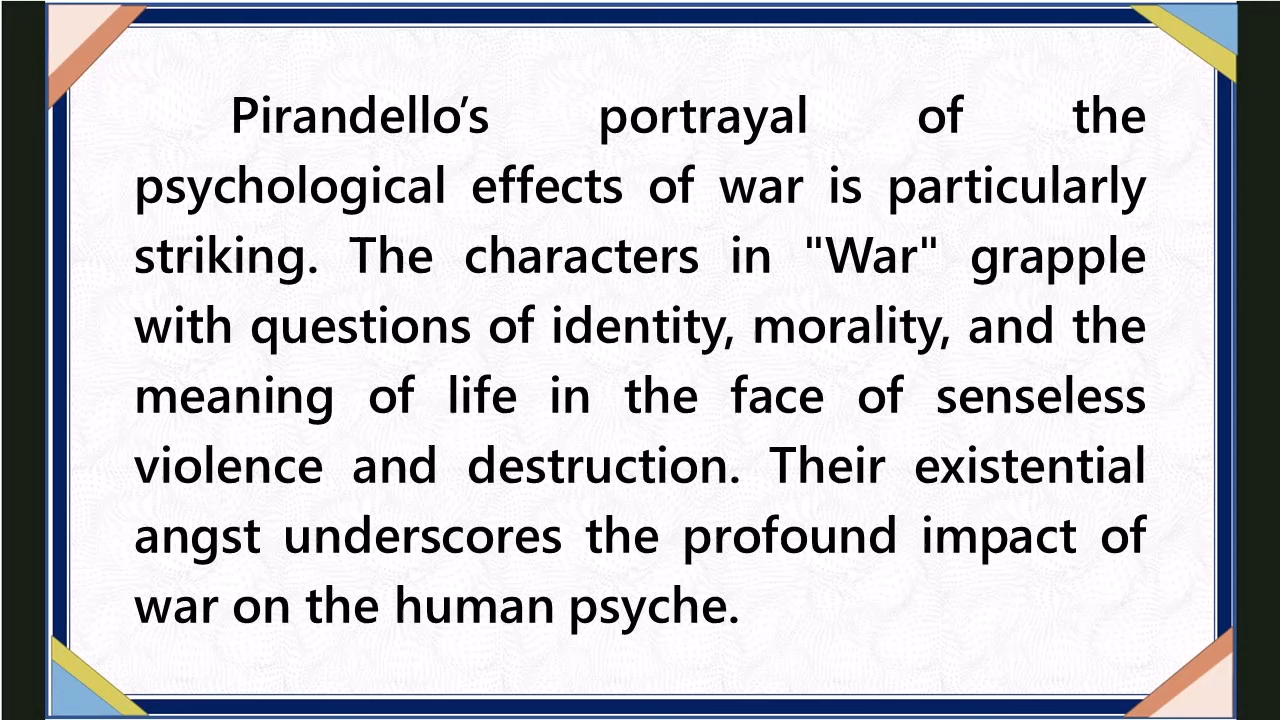 Pirandello’s portrayal of the
psychological effects of war is particularly
striking. The characters in "War" grapple
with questions of identity, morality, and the
meaning of life in the face of senseless
violence and destruction. Their existential
angst underscores the profound impact of
war on the human psyche.